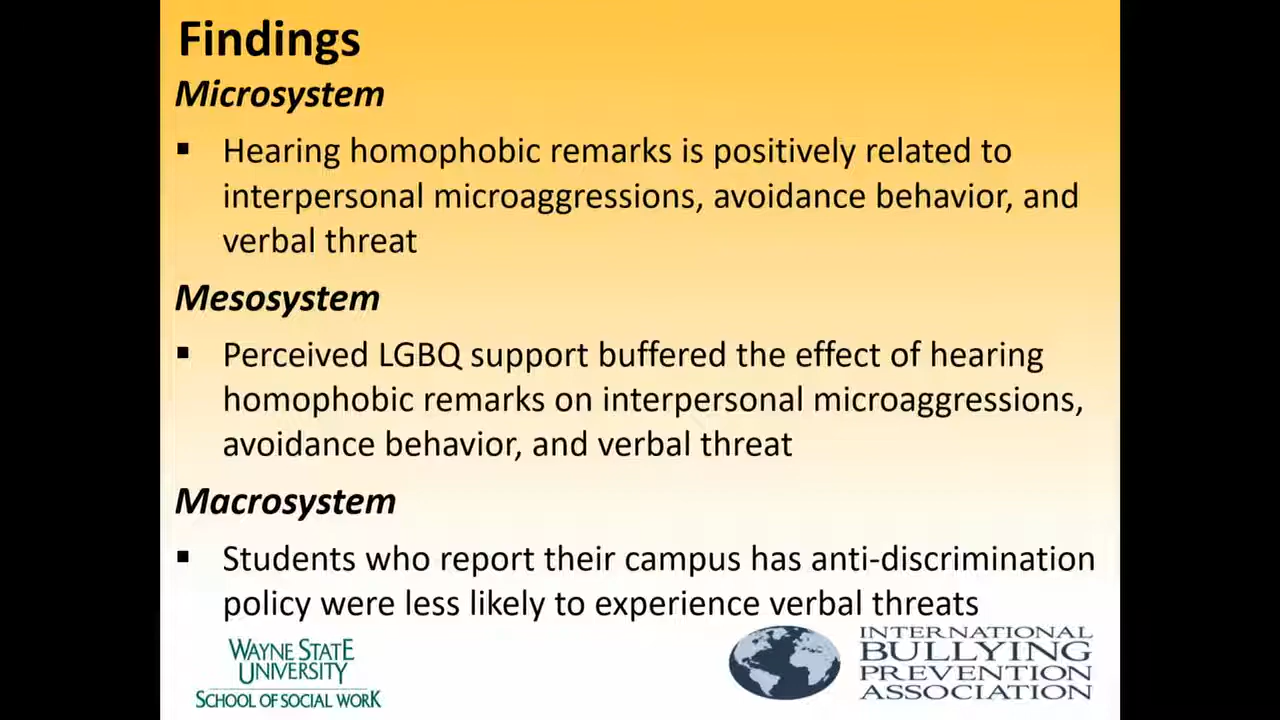 Findings
Microsystem
▪ Hearing homophobic remarks is positively related to
interpersonal microaggressions, avoidance behavior, and
verbal threat
Mesosystem
▪ Perceived LGBQ support buffered the effect of hearing
homophobic remarks on interpersonal microaggressions,
avoidance behavior, and verbal threat
Macrosystem
▪ Students who report their campus has anti-discrimination
policy were less likely to experience verbal threats
WAYNE STATE
UNIVERSITY
SCHOOL OF SOCIAL WORK
INTERNATIONAL
BULLYING
PREVENTION
ASSOCIATION